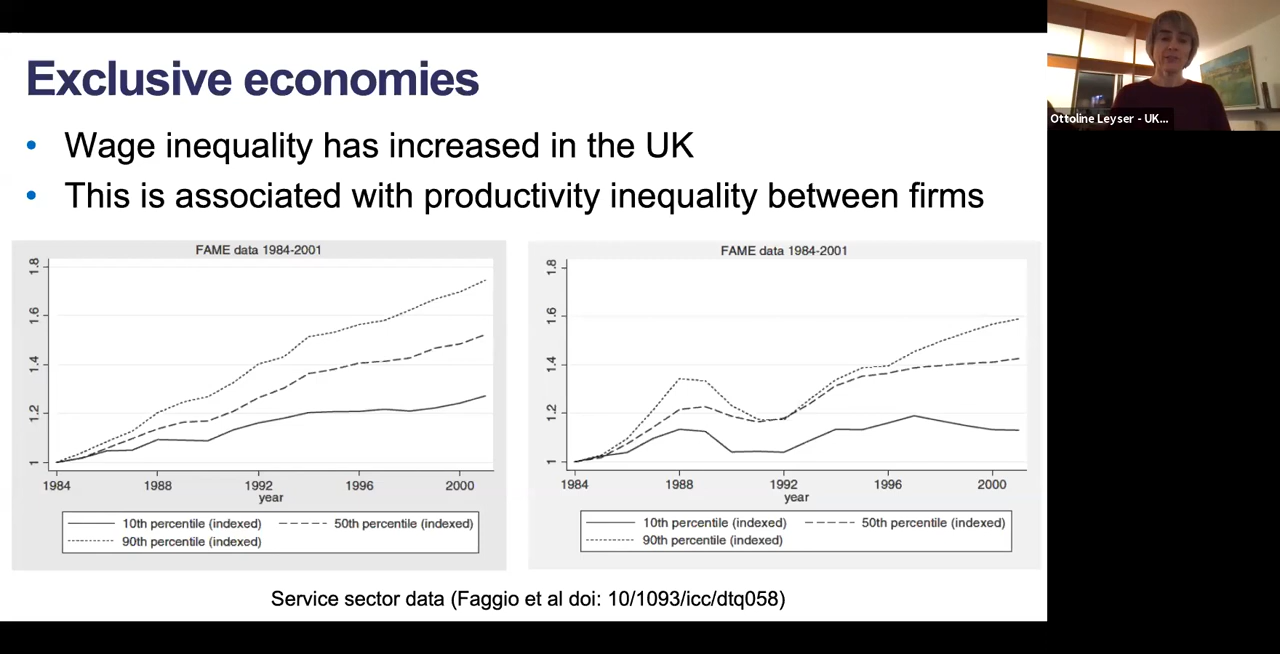 Exclusive economies
• Wage inequality has increased in the UK
• This is associated with productivity inequality between firms
FAME data 1984-2001
1.8
1.6
1.4
1.2
1
1984 1988 1992 1996 2000
year
10th percentile (indexed) 50th percentile (indexed)
90th percentile (indexed)
FAME data 1984-2001
1.8
1.6
1.4
1.2
1
1984 1988 1992 1996 2000
year
10th percentile (indexed) 50th percentile (indexed)
90th percentile (indexed)
Service sector data (Faggio et al doi: 10/1093/icc/dtq058)
Ottoline Leyser - UK...